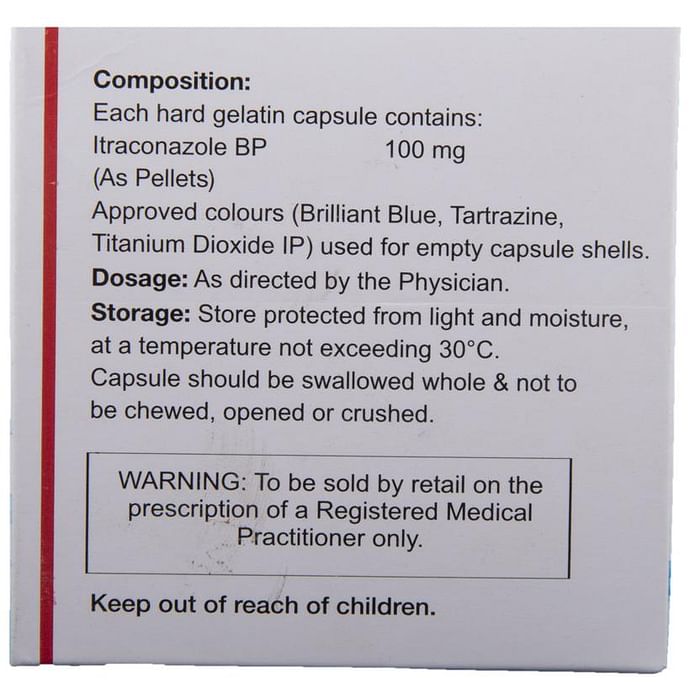 Composition:
Each hard gelatin capsule contains:
Itraconazole BP 100 mg
(As Pellets)
Approved colours (Brilliant Blue, Tartrazine,
Titanium Dioxide IP) used for empty capsule shells.
Dosage: As directed by the Physician.
Storage: Store protected from light and moisture,
at a temperature not exceeding 30°C.
Capsule should be swallowed whole & not to
be chewed, opened or crushed.
WARNING: To be sold by retail on the
prescription of a Registered Medical
Practitioner only.
Keep out of reach of children.